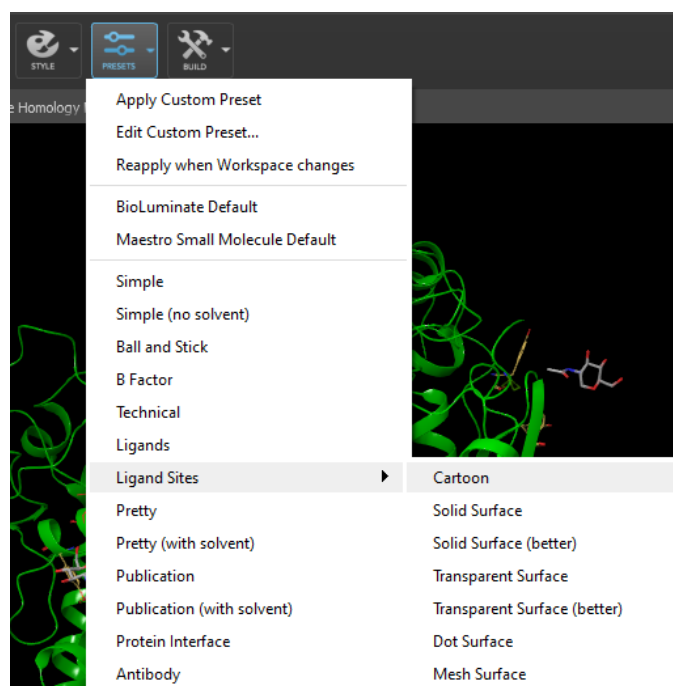 STYLE
PRESETS
BUILD
e Homology
Apply Custom Preset
Edit Custom Preset...
Reapply when Workspace changes
BioLuminate Default
Maestro Small Molecule Default
Simple
Simple (no solvent)
Ball and Stick
B Factor
Technical
Ligands
Ligand Sites
Cartoon
Pretty
Solid Surface
Pretty (with solvent)
Solid Surface (better)
Publication
Transparent Surface
Publication (with solvent)
Transparent Surface (better)
Protein Interface
Dot Surface
Antibody
Mesh Surface